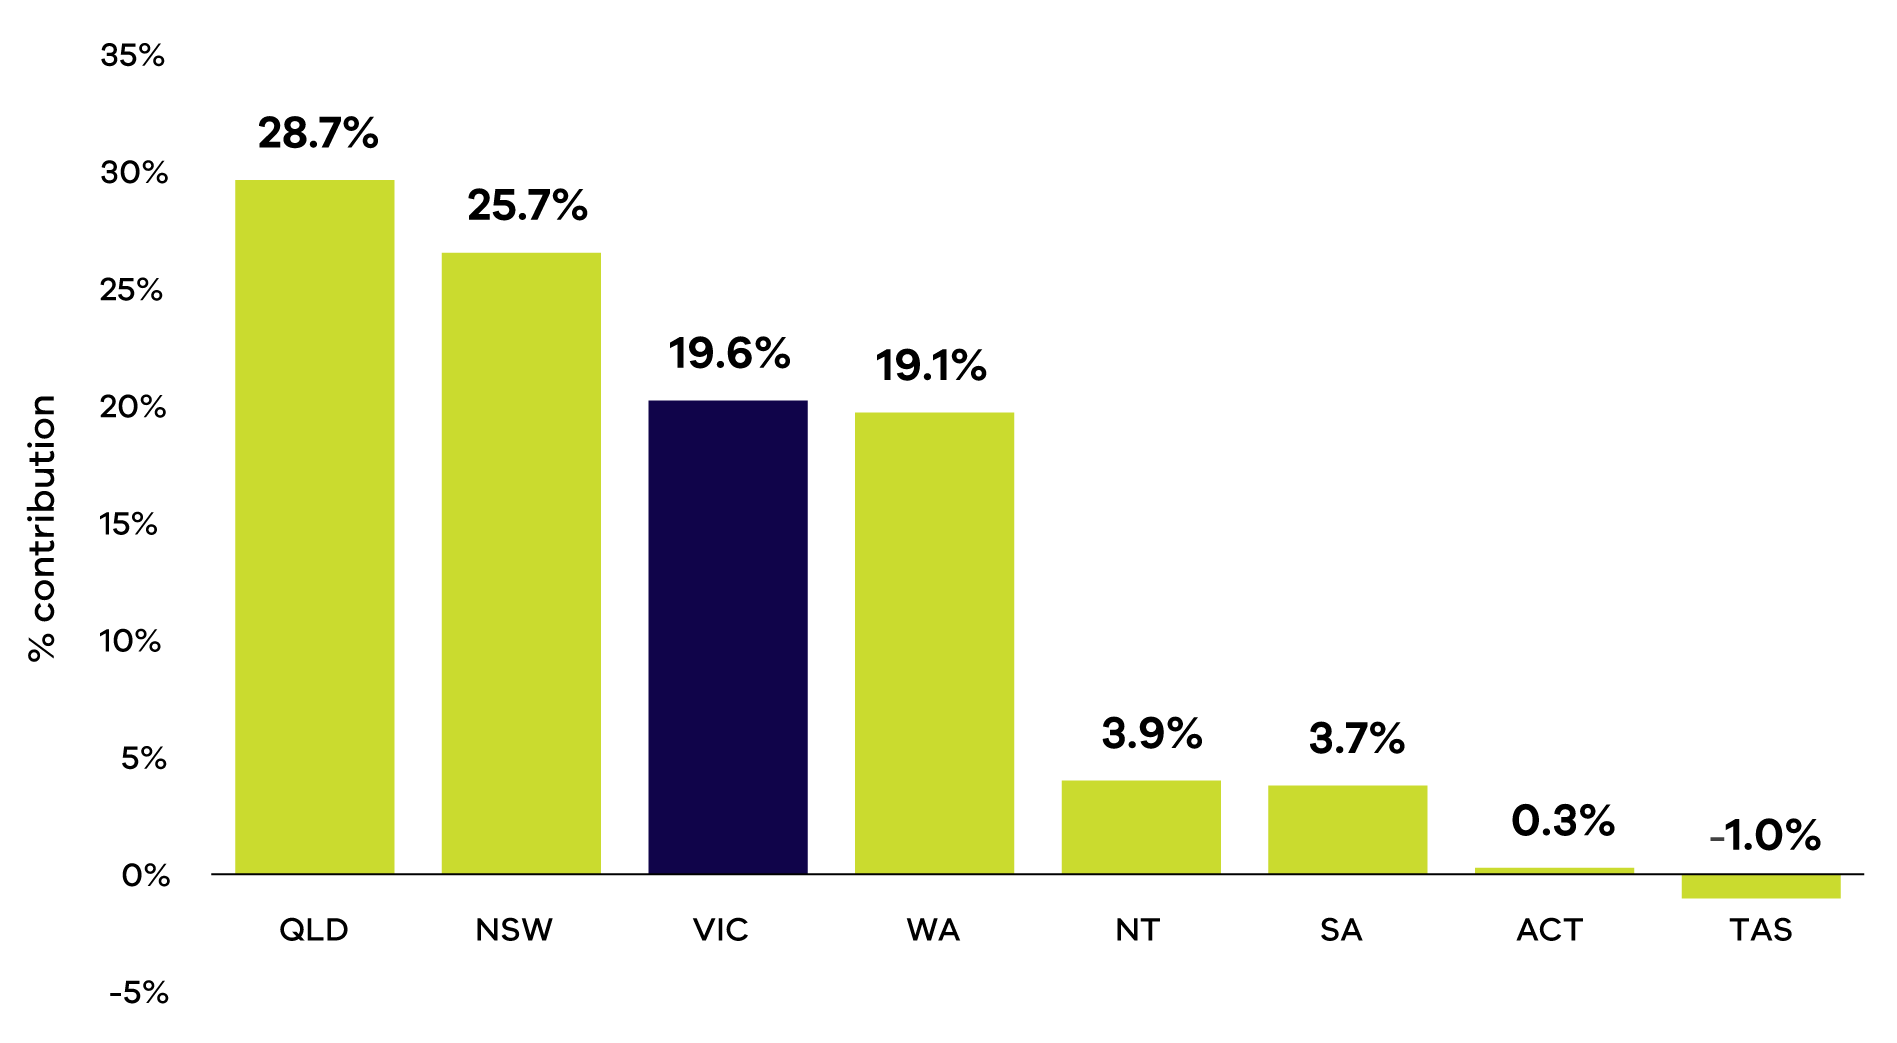 35%
30%
25%
20%
15%
10%
5%
0%
-5%
% contribution
28.7%
25.7%
19.6%
19.1%
3.9%
3.7%
0.3%
-1.0%
QLD
NSW
VIC
WA
NT
SA
ACT
TAS